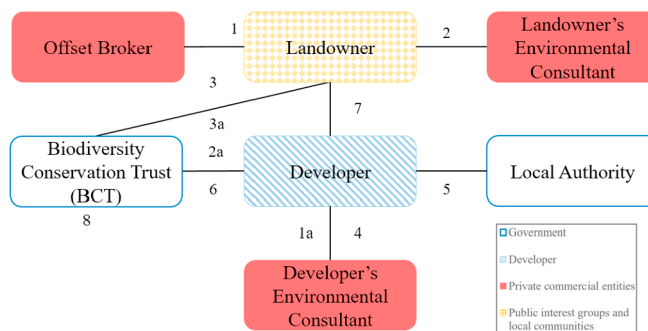 1
2
Offset Broker
Landowner
Landowner's
Environmental
Consultant
3
3a
7
Biodiversity
Conservation Trust
(BCT)
2a
6
Developer
5
Local Authority
8
1a
4
Developer's
Environmental
Consultant
Government
Developer
Private commercial entities
Public interest groups and
local communities